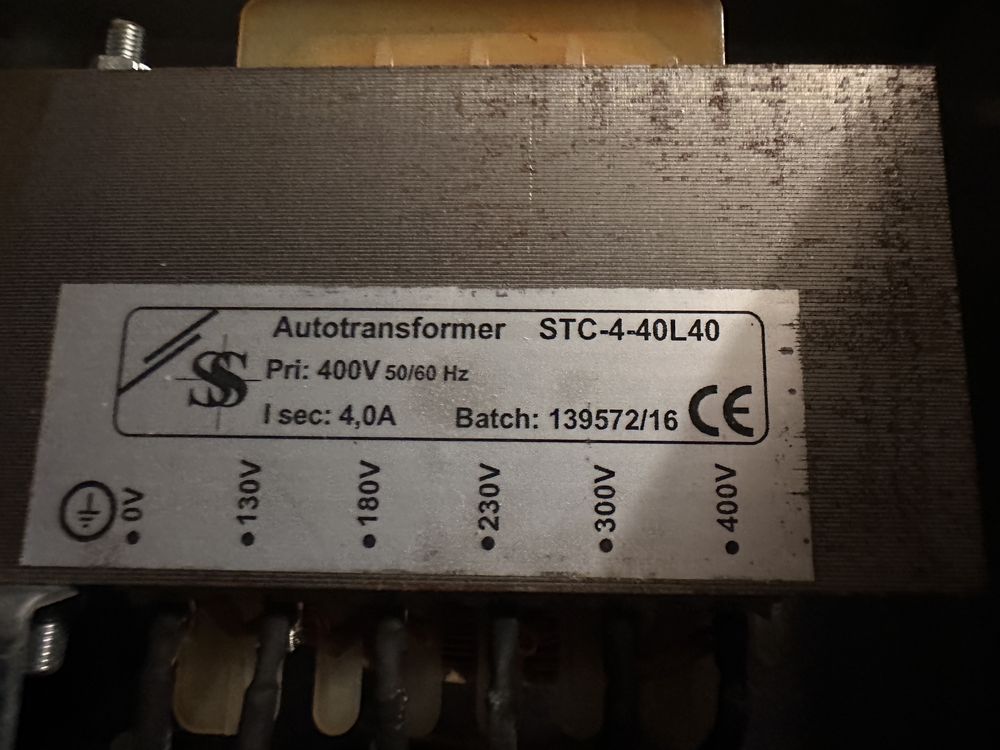 Autotransformer STC-4-40L40
SS
Pri: 400V 50/60 Hz
I sec: 4,0A Batch: 139572/16 CE
0V 130V 180V 230V 300V 400V